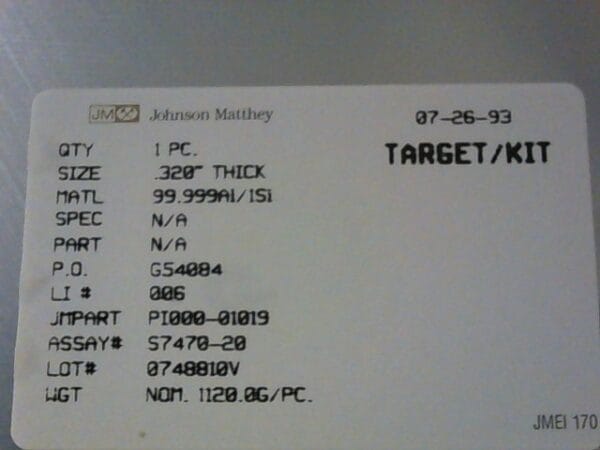 JM Johnson Matthey
07-26-93
TARGET/KIT
QTY 1 PC.
SIZE .320" THICK
MATL 99.999Al/1Si
SPEC N/A
PART N/A
P.O. G54084
LI # 006
JMPART PI000-01019
ASSAY# S7470-20
LOT# 0748810V
WGT NOM. 1120.0G/PC.
JMEI 170